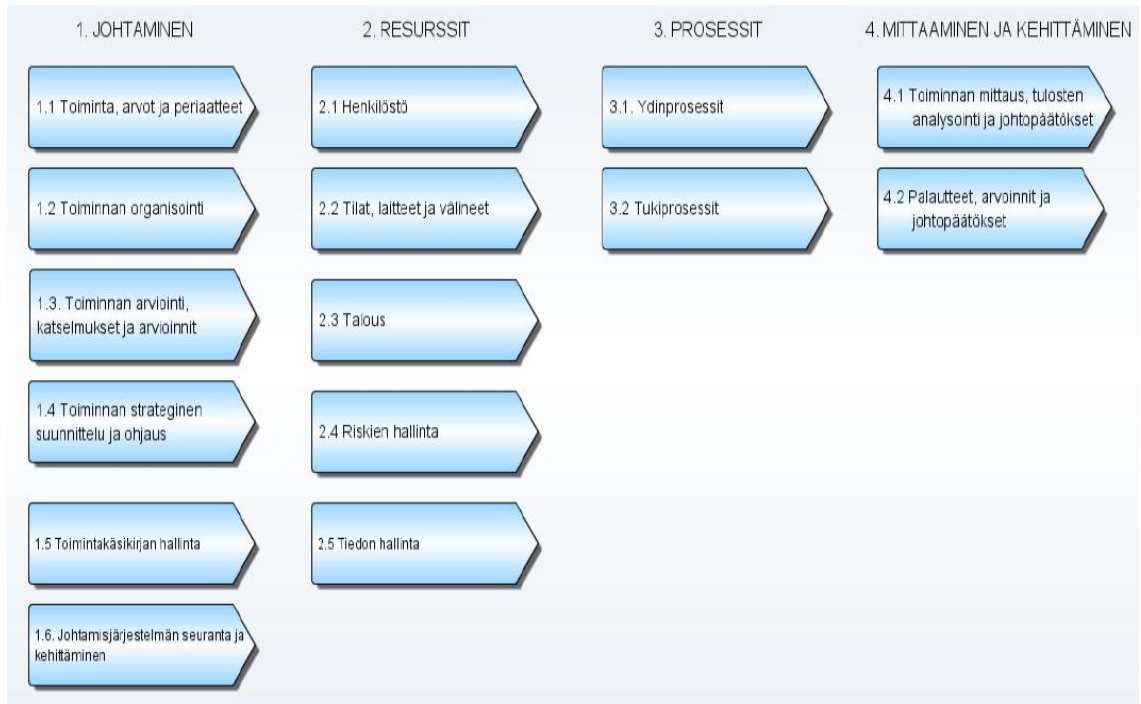 1. JOHTAMINEN
1.1 Toiminta, arvot ja periaatteet
1.2 Toiminnan organisointi
1.3. Toiminnan arviointi,
katselmukset ja arvioinnit
1.4 Toiminnan strateginen
suunnittelu ja ohjaus
1.5 Toimintakäsikirjan hallinta
1.6. Johtamisjärjestelmän seuranta ja
kehittäminen
2. RESURSSIT
2.1 Henkilöstö
2.2 Tilat, laitteet ja välineet
2.3 Talous
2.4 Riskien hallinta
2.5 Tiedon hallinta
3. PROSESSIT
3.1. Ydinprosessit
3.2 Tukiprosessit
4. MITTAAMINEN JA KEHITTÄMINEN
4.1 Toiminnan mittaus, tulosten
analysointi ja johtopäätökset
4.2 Palautteet, arvoinnit ja
johtopäätökset